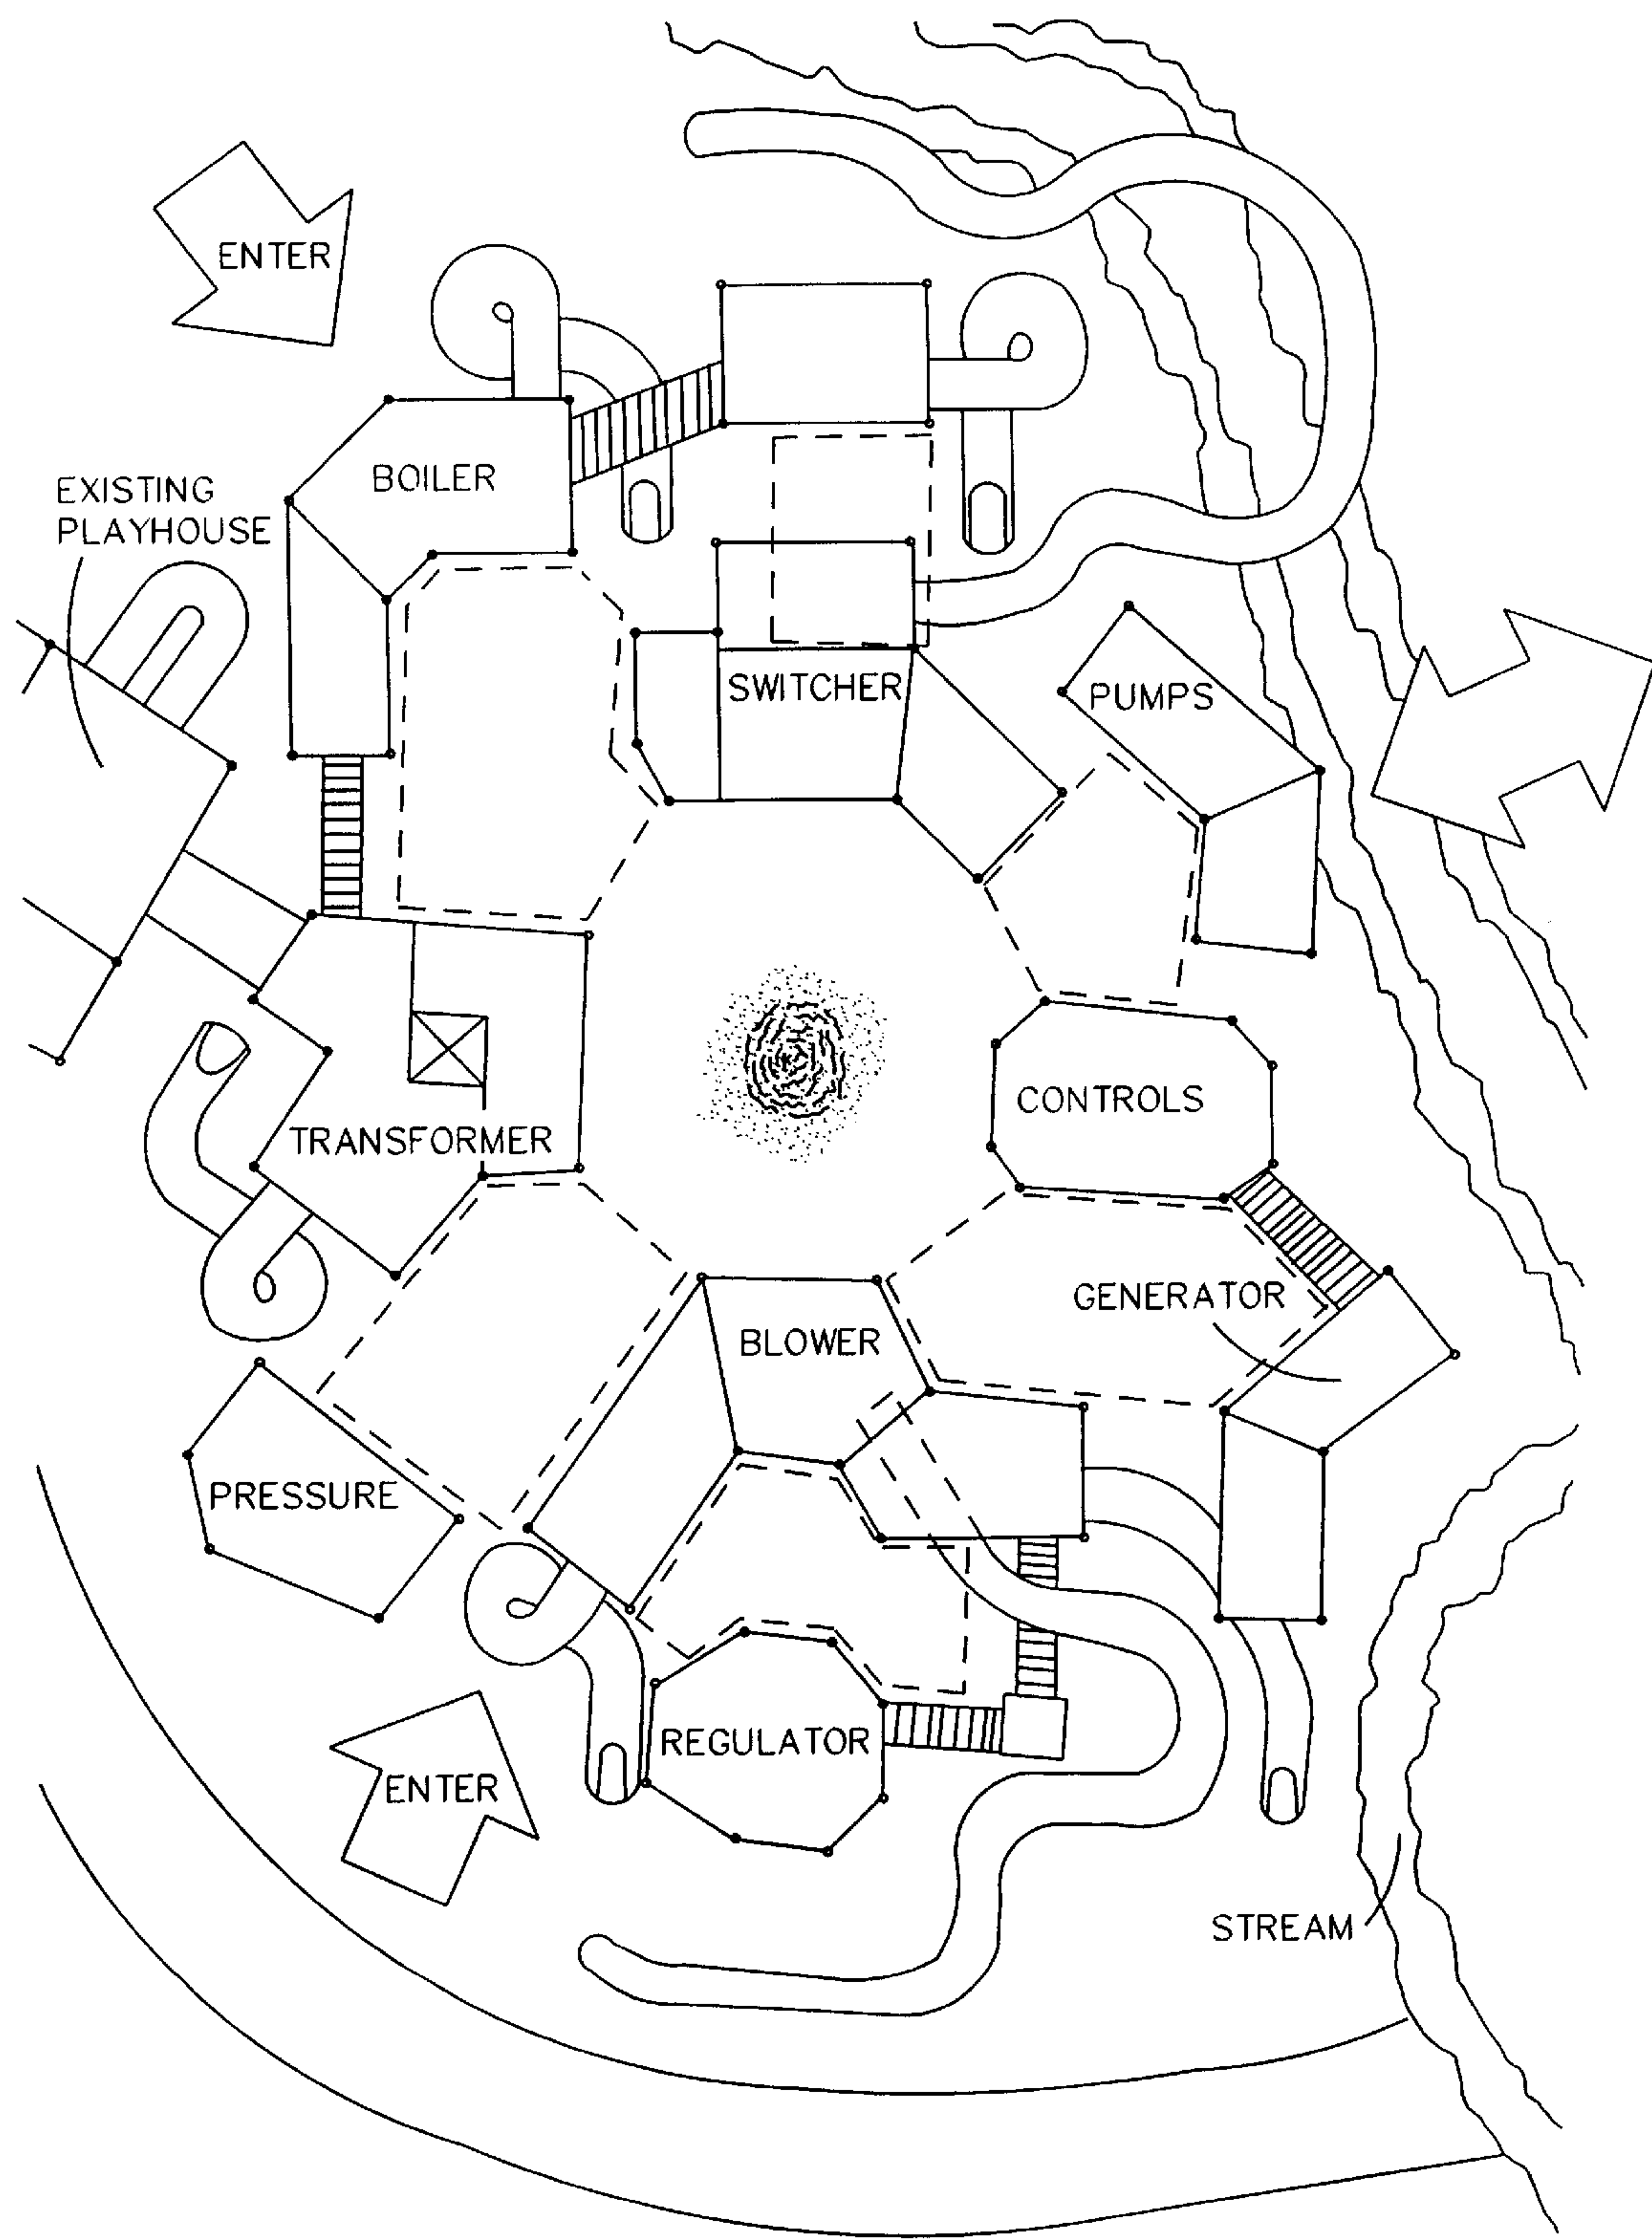 ENTER
BOILER
EXISTING
PLAYHOUSE
SWITCHER
PUMPS
CONTROLS
TRANSFORMER
GENERATOR
BLOWER
PRESSURE
REGULATOR
ENTER
STREAM